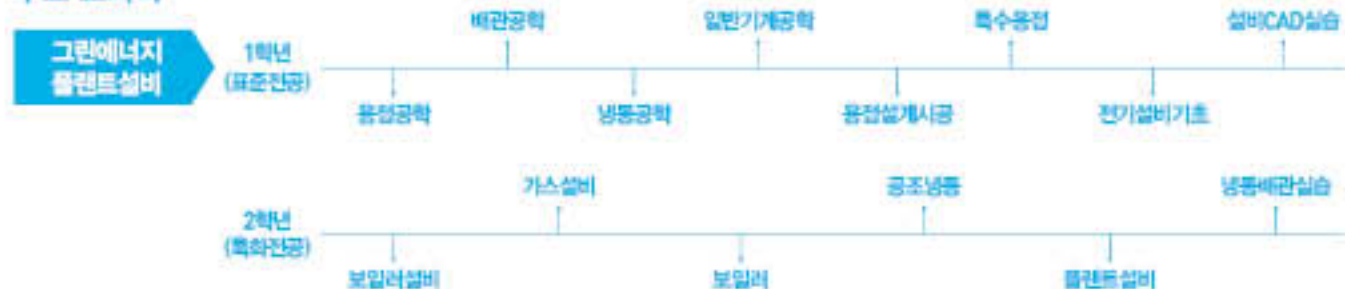 그린에너지
플랜트설비
1학년
(표준전공)
배관공학 일반기계공학 특수용접 설비CAD실습
용접공학 냉동공학 용접설계시공 전기설비기초
2학년
(특화전공)
가스설비 공조냉동 냉동배관실습
보일러설비 보일러 플랜트설비